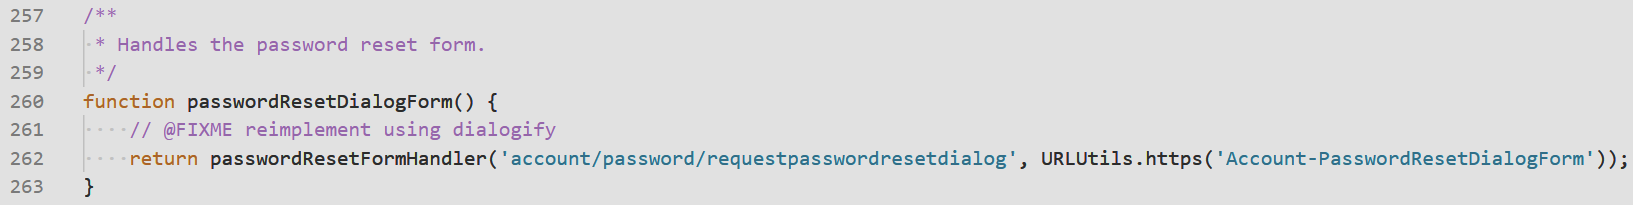 257 /**
258  * Handles the password reset form.
259  */
260 function passwordResetDialogForm() {
261     // @FIXME reimplement using dialogify
262     return passwordResetFormHandler('account/password/requestpasswordresetdialog', URLUtils.https('Account-PasswordResetDialogForm'));
263 }